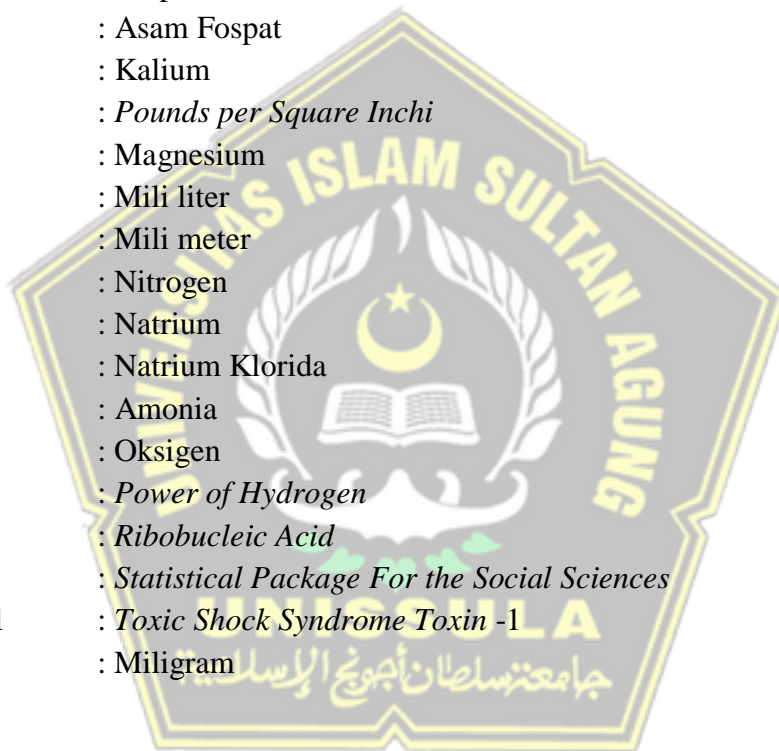 : Asam Fospat
: Kalium
: Pounds per Square Inchi
: Magnesium
: Mili liter
: Mili meter
: Nitrogen
: Natrium
: Natrium Klorida
: Amonia
: Oksigen
: Power of Hydrogen
: Ribobucleic Acid
: Statistical Package For the Social Sciences
1 : Toxic Shock Syndrome Toxin -1
: Miligram
UNIVERSITAS ISLAM SULTAN AGUNG
UNISSULA
جامعتنسلطان أجونج الإسلامية